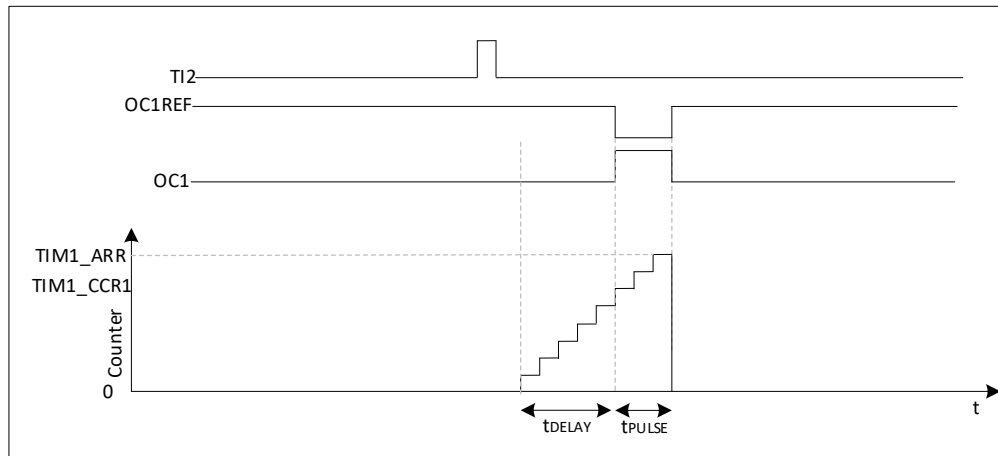 TI2
OC1REF
OC1
TIM1_ARR
TIM1_CCR1
Counter
0
t
tDELAY
tPULSE